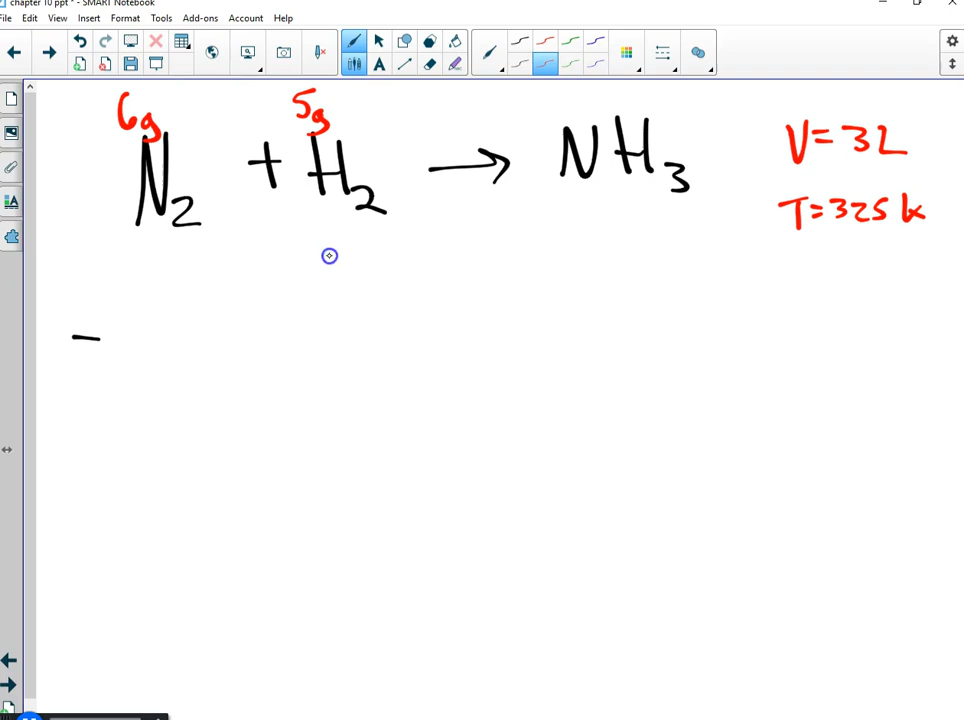 chapter 10 ppt * - SMART Notebook
File Edit View Insert Format Tools Add-ons Account Help
6g 5g
N2 + H2 → NH3
V=3L
T=325 k